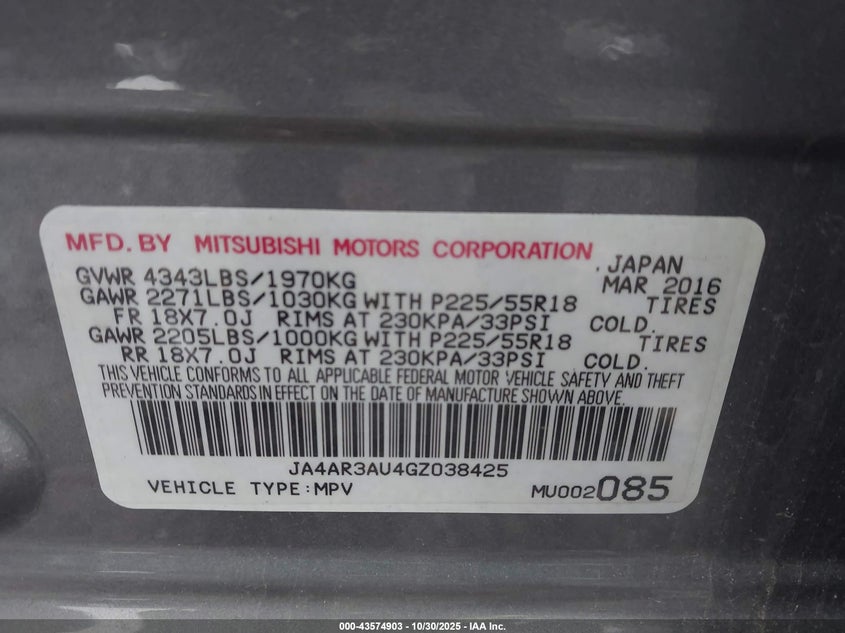 MFD. BY MITSUBISHI MOTORS CORPORATION . JAPAN
GVWR 4343LBS/1970KG MAR 2016
GAWR 2271LBS/1030KG WITH P225/55R18 TIRES
FR 18X7.0J RIMS AT 230KPA/33PSI COLD.
GAWR 2205LBS/1000KG WITH P225/55R18 TIRES
RR 18X7.0J RIMS AT 230KPA/33PSI COLD.
THIS VEHICLE CONFORMS TO ALL APPLICABLE FEDERAL MOTOR VEHICLE SAFETY AND THEFT
PREVENTION STANDARDS IN EFFECT ON THE DATE OF MANUFACTURE SHOWN ABOVE.
JA4AR3AU4GZ038425
VEHICLE TYPE:MPV MU002085
000-43574903 - 10/30/2025 - IAA Inc.